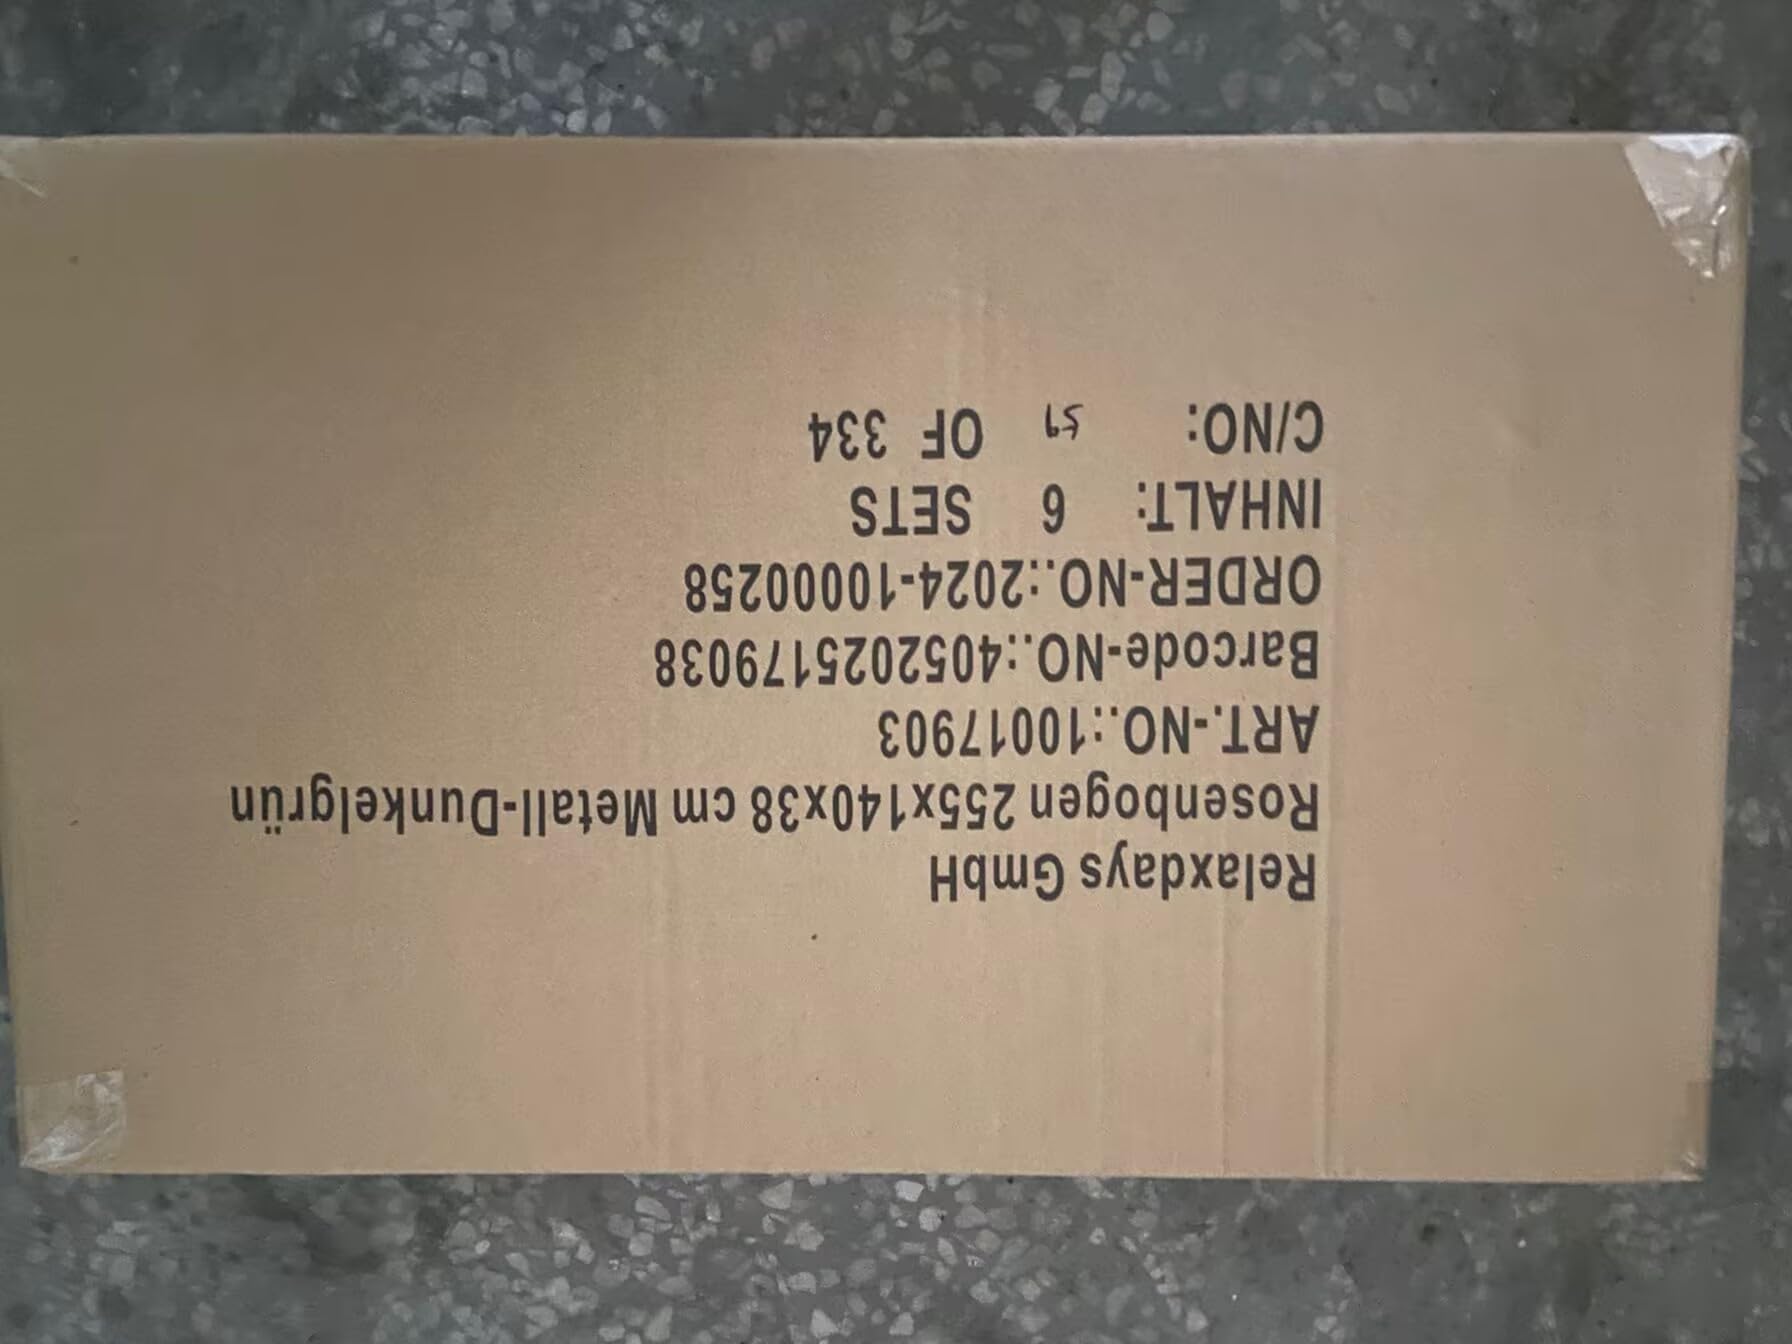 Relaxdays GmbH
Rosenbogen 255x140x38 cm Metall-Dunkelgrün
ART.-NO.:10017903
Barcode-NO.:4052025179038
ORDER-NO.:2024-10000258
INHALT: 6 SETS
C/NO: 59 OF 334